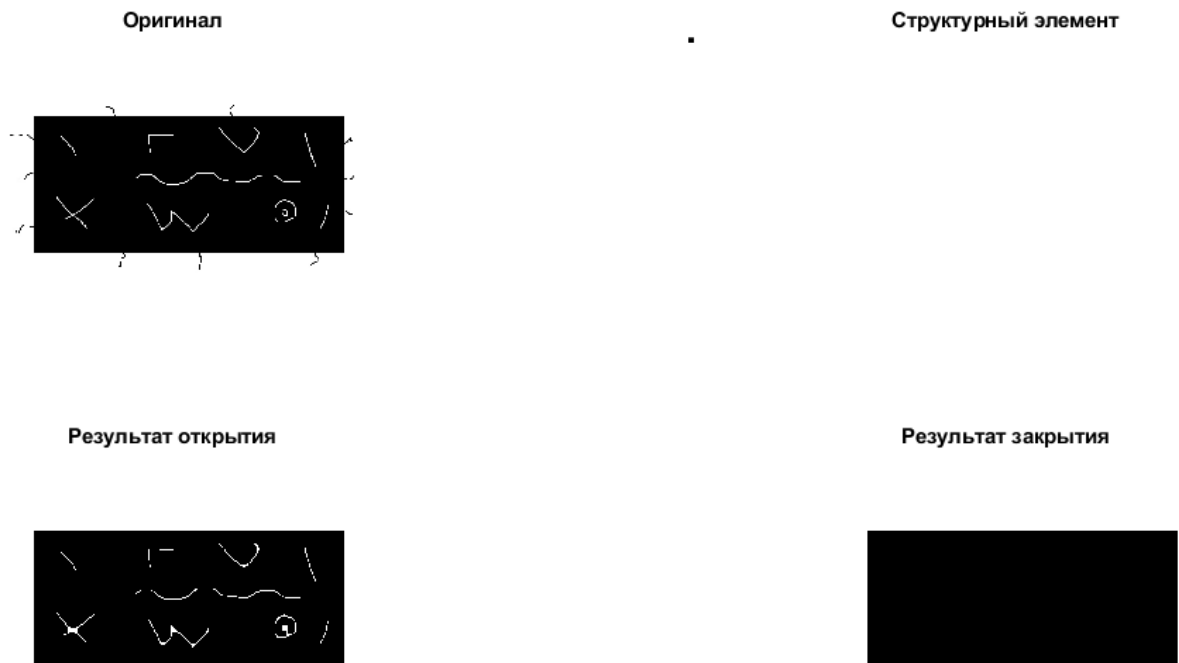 Оригинал
Структурный элемент
Результат открытия
Результат закрытия